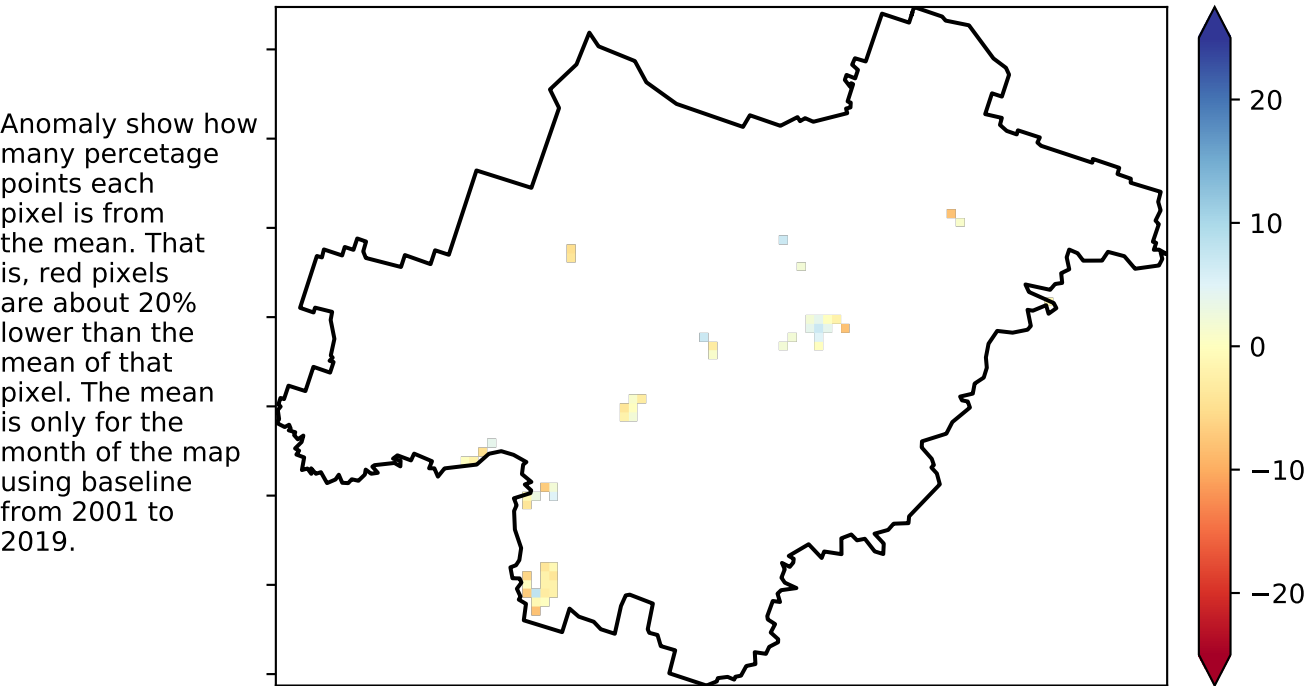 Anomaly show how
many percetage
points each
pixel is from
the mean. That
is, red pixels
are about 20%
lower than the
mean of that
pixel. The mean
is only for the
month of the map
using baseline
from 2001 to
2019.
20
10
0
−10
−20